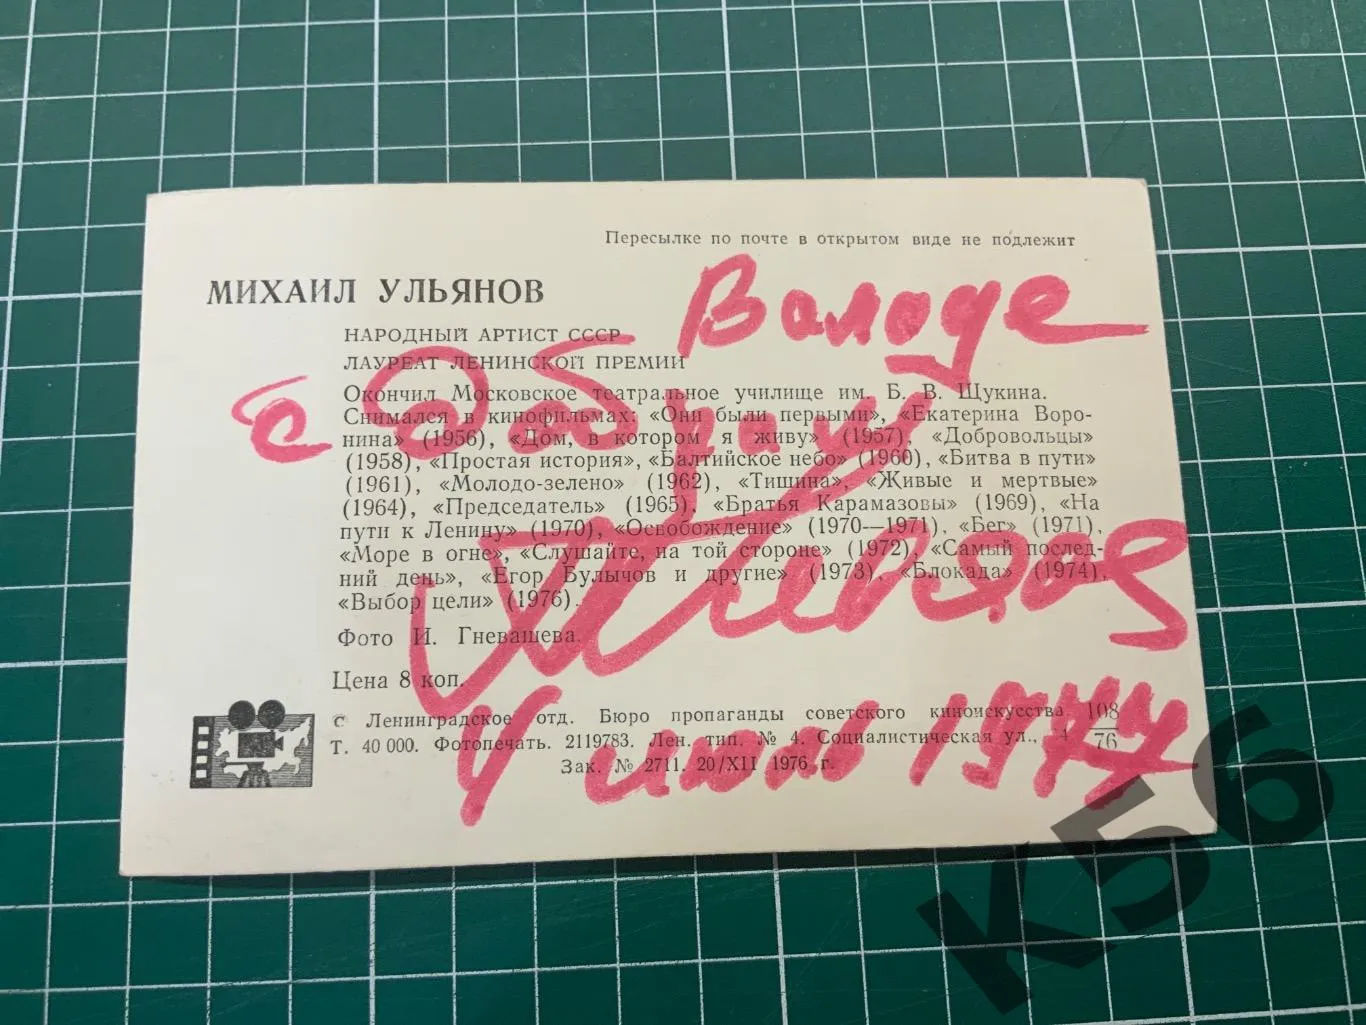 Пересылке по почте в открытом виде не подлежит
МИХАИЛ УЛЬЯНОВ
Володе
НАРОДНЫЙ АРТИСТ СССР
ЛАУРЕАТ ЛЕНИНСКОЙ ПРЕМИИ
с Добрым
Окончил Московское театральное училище им. Б. В. Щукина.
Снимался в кинофильмах: «Они были первыми», «Екатерина Воро-
нина» (1956), «Дом, в котором я живу» (1957), «Добровольцы»
(1958), «Простая история», «Балтийское небо» (1960), «Битва в пути»
(1961), «Молодо-зелено» (1962), «Тишина», «Живые и мертвые»
(1964), «Председатель» (1965), «Братья Карамазовы» (1969), «На
пути к Ленину» (1970), «Освобождение» (1970—1971), «Бег» (1971),
«Море в огне», «Слушайте, на той стороне» (1972), «Самый послед-
ний день», «Егор Булычов и другие» (1973), «Блокада» (1974),
«Выбор цели» (1976).
Фото И. Гневашева.
Цена 8 коп.
с Ленинградское отд. Бюро пропаганды советского киноискусства 108
Т. 40 000. Фотопечать. 2119783. Лен. тип. № 4. Социалистическая ул., 14 76
Зак. № 2711. 20/XII 1976 г.
июль 1977
K56